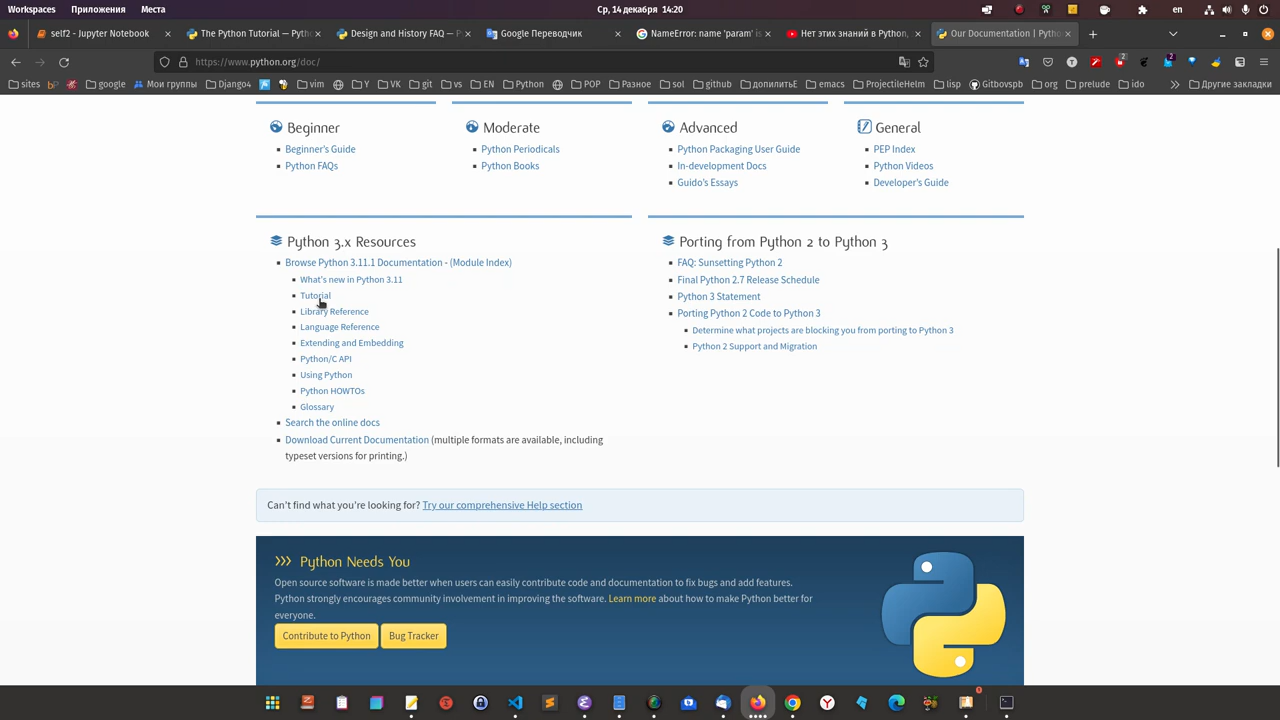 Workspaces Приложения Места Ср, 14 декабря 14:20 en
self2 - Jupyter Notebook The Python Tutorial — Pyth Design and History FAQ — P Google Переводчик NameError: name 'param' is Нет этих знаний в Python, Our Documentation | Pytho
https://www.python.org/doc/
sites bp google Мои группы Django4 vim Y VK git vs EN Python POP Разное sol github допилитьЕ emacs ProjectileHelm lisp Gitbovspb org prelude ido Другие закладки
Beginner
Beginner's Guide
Python FAQs
Moderate
Python Periodicals
Python Books
Advanced
Python Packaging User Guide
In-development Docs
Guido's Essays
General
PEP Index
Python Videos
Developer's Guide
Python 3.x Resources
Browse Python 3.11.1 Documentation - (Module Index)
What's new in Python 3.11
Tutorial
Library Reference
Language Reference
Extending and Embedding
Python/C API
Using Python
Python HOWTOs
Glossary
Search the online docs
Download Current Documentation (multiple formats are available, including
typeset versions for printing.)
Porting from Python 2 to Python 3
FAQ: Sunsetting Python 2
Final Python 2.7 Release Schedule
Python 3 Statement
Porting Python 2 Code to Python 3
Determine what projects are blocking you from porting to Python 3
Python 2 Support and Migration
Can't find what you're looking for? Try our comprehensive Help section
>>> Python Needs You
Open source software is made better when users can easily contribute code and documentation to fix bugs and add features.
Python strongly encourages community involvement in improving the software. Learn more about how to make Python better for
everyone.
Contribute to Python Bug Tracker